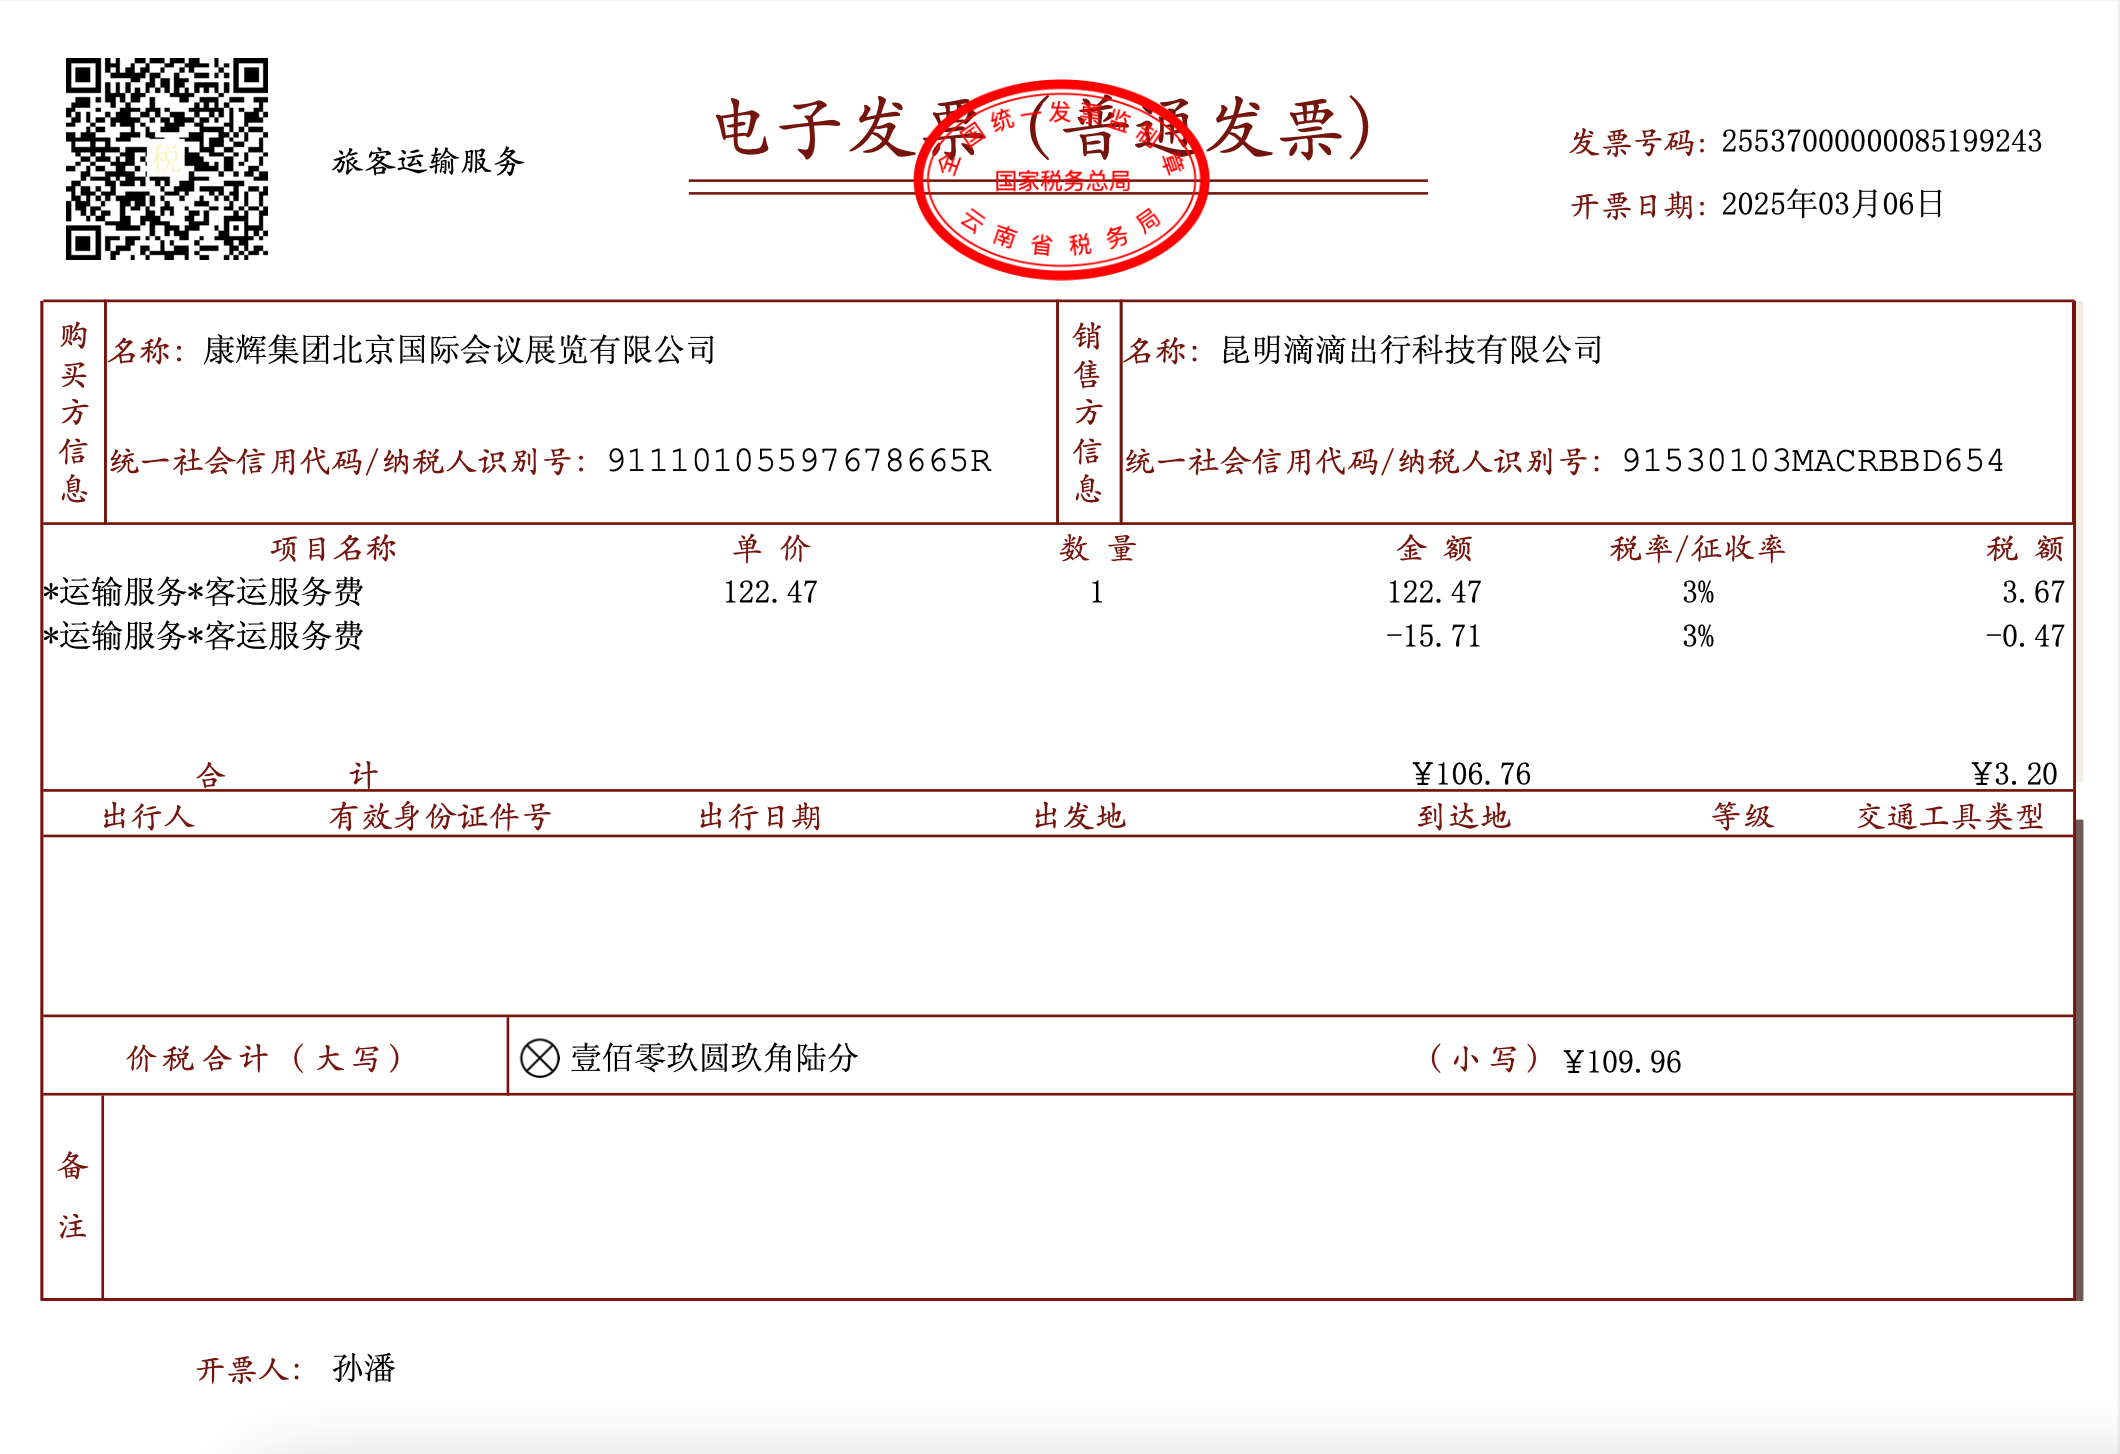 税
旅客运输服务
电子发票（普通发票）
全国统一发票监制章
国家税务总局
云南省税务局
发票号码：25537000000085199243
开票日期：2025年03月06日
购买方信息
名称：康辉集团北京国际会议展览有限公司
统一社会信用代码/纳税人识别号：91110105597678665R
销售方信息
名称：昆明滴滴出行科技有限公司
统一社会信用代码/纳税人识别号：91530103MACRBBD654
项目名称 单价 数量 金额 税率/征收率 税额
*运输服务*客运服务费 122.47 1 122.47 3% 3.67
*运输服务*客运服务费 -15.71 3% -0.47
合计 ¥106.76 ¥3.20
出行人 有效身份证件号 出行日期 出发地 到达地 等级 交通工具类型
价税合计（大写） 壹佰零玖圆玖角陆分 （小写）¥109.96
备注
开票人：孙潘